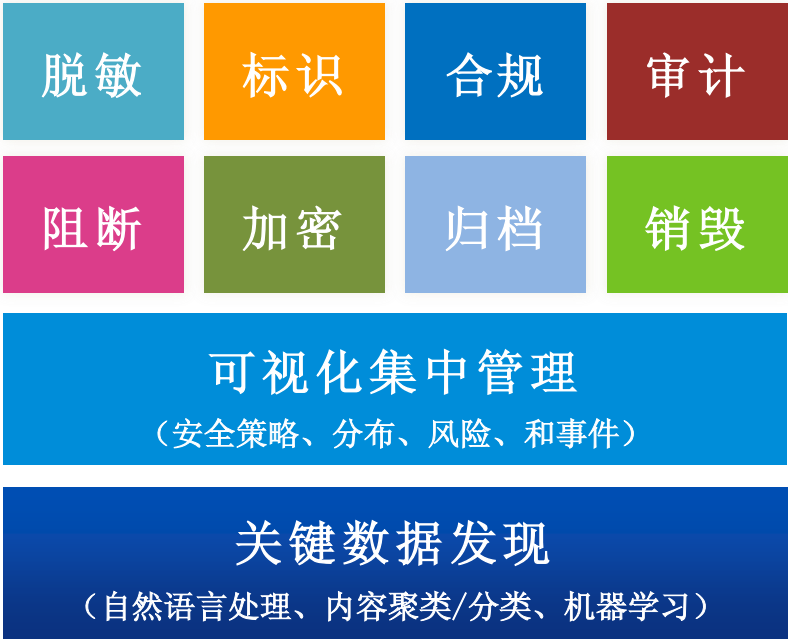 脱敏 标识 合规 审计
阻断 加密 归档 销毁
可视化集中管理
（安全策略、分布、风险、和事件）
关键数据发现
（自然语言处理、内容聚类/分类、机器学习）